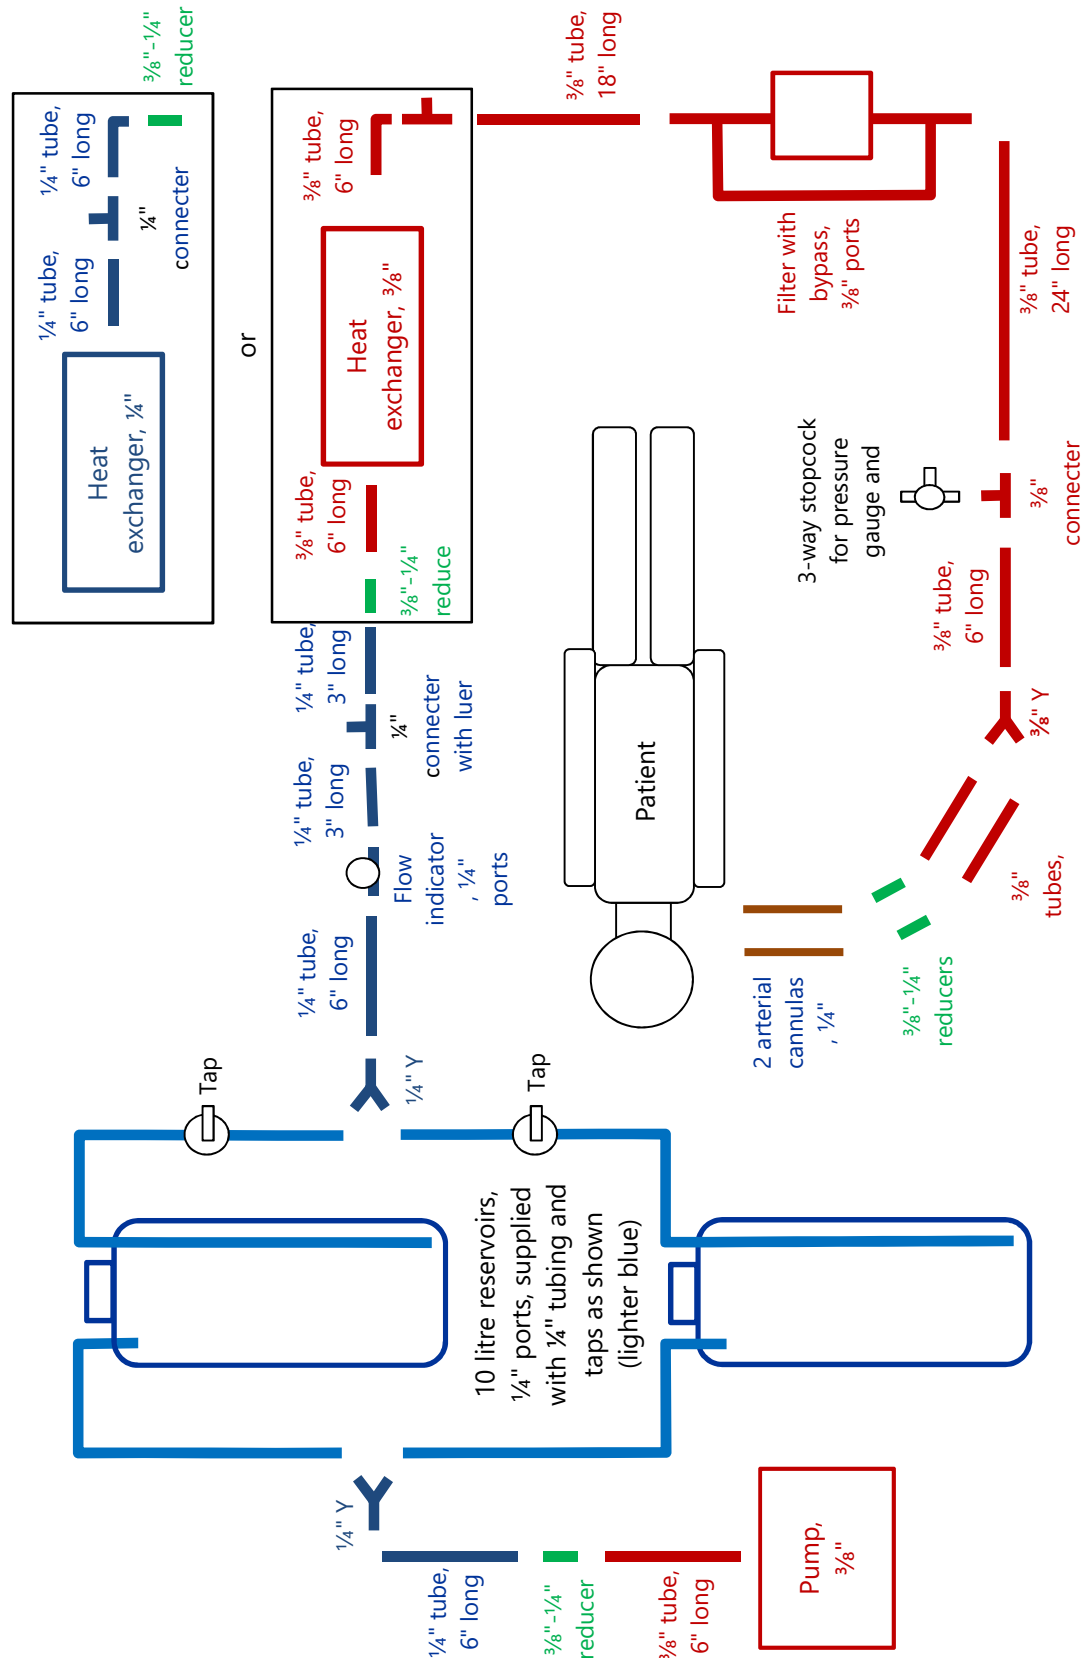 ¼" tube,
6" long
⅜"-¼"
reducer
⅜" tube,
6" long
Pump,
⅜"
¼" Y
10 litre reservoirs,
¼" ports, supplied
with ¼" tubing and
taps as shown
(lighter blue)
Tap
Tap
¼" Y
¼" tube,
6" long
Flow
indicator
, ¼"
ports
¼" tube,
3" long
¼"
connecter
with luer
¼" tube,
3" long
⅜"-¼"
reduce
⅜" tube,
6" long
Heat
exchanger, ⅜"
⅜" tube,
6" long
or
Heat
exchanger, ¼"
¼" tube,
6" long
¼"
connecter
¼" tube,
6" long
⅜"-¼"
reducer
⅜" tube,
18" long
Filter with
bypass,
⅜" ports
⅜" tube,
24" long
3-way stopcock
for pressure
gauge and
⅜"
connecter
⅜" tube,
6" long
⅜" Y
⅜"
tubes,
⅜"-¼"
reducers
2 arterial
cannulas
, ¼"
Patient